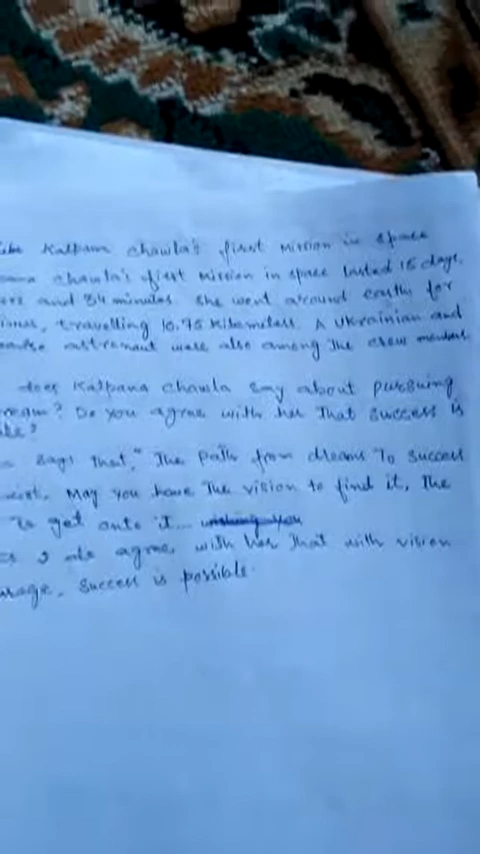 Kalpana Chawla's first Mission in space
Chawla's first Mission in space lasted 15 days,
and 54 minutes. She went around earth for
travelling 10.75 Kilometers. A Ukrainian and
astronaut were also among the crew members.
does Kalpana Chawla say about pursuing
Do you agree with her that success is
says that, "The path from dreams To success
exist. May you have The vision to find it, The
To get onto it...
I do agree, with her that with vision
success is possible.